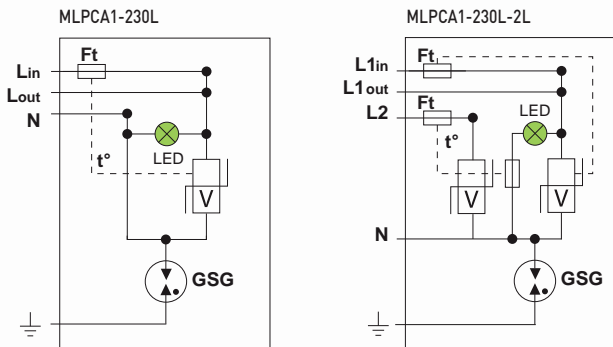 MLPCA1-230L
Ft
Lin
Lout
N
LED
t°
V
GSG
MLPCA1-230L-2L
Ft
L1in
L1out
Ft
LED
L2
t°
V
V
N
GSG